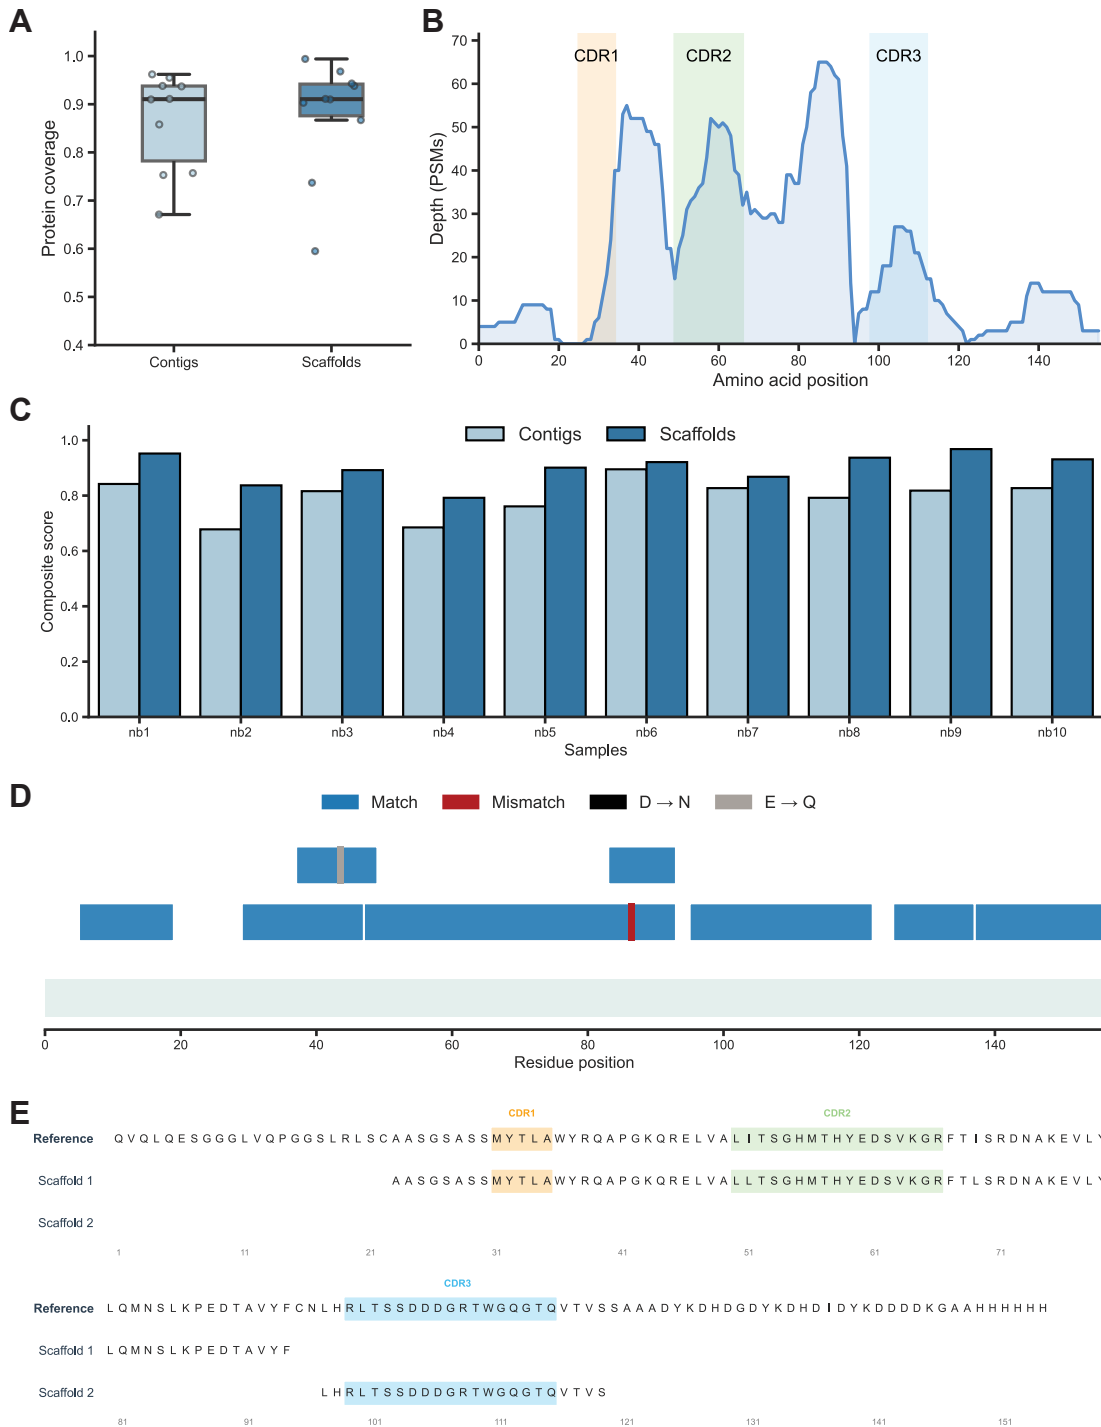 A
1.0
0.9
0.8
0.7
0.6
0.5
0.4
Protein coverage
Contigs
Scaffolds
B
CDR1
CDR2
CDR3
70
60
50
40
30
20
10
0
Depth (PSMs)
0 20 40 60 80 100 120 140
Amino acid position
C
Contigs
Scaffolds
1.0
0.8
0.6
0.4
0.2
0.0
Composite score
nb1 nb2 nb3 nb4 nb5 nb6 nb7 nb8 nb9 nb10
Samples
D
Match
Mismatch
D → N
E → Q
0 20 40 60 80 100 120 140
Residue position
E
CDR1
CDR2
Reference QVQLQESGGGLVQPGGSLRLSCAASGSASSMYTLAWYRQAPGKQRELVALITSGHMTHYEDSVKGRFTISRDNAKEVLY
Scaffold 1 AASGSASSMYTLAWYRQAPGKQRELVALLTSGHMTHYEDSVKGRFTLSRDNAKEVLY
Scaffold 2
1 11 21 31 41 51 61 71
CDR3
Reference LQMNSLKPEDTAVYFCNLHRLTSSDDDGRTWGQGTQVTVSSAAADYKDHDGDYKDHDIDYKDDDDKGAAHHHHHH
Scaffold 1 LQMNSLKPEDTAVYF
Scaffold 2 LHRLTSSDDDGRTWGQGTQVTVS
81 91 101 111 121 131 141 151